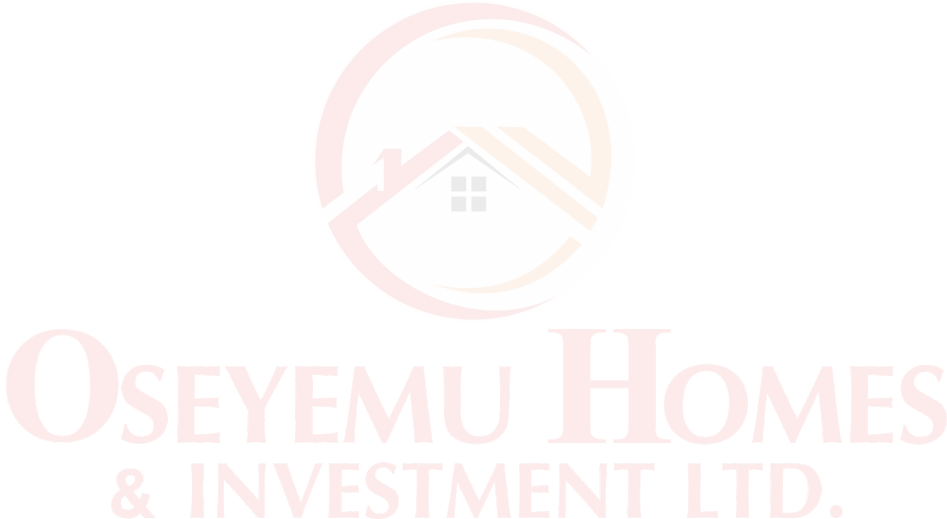 OSEYEMU HOMES
& INVESTMENT LTD.